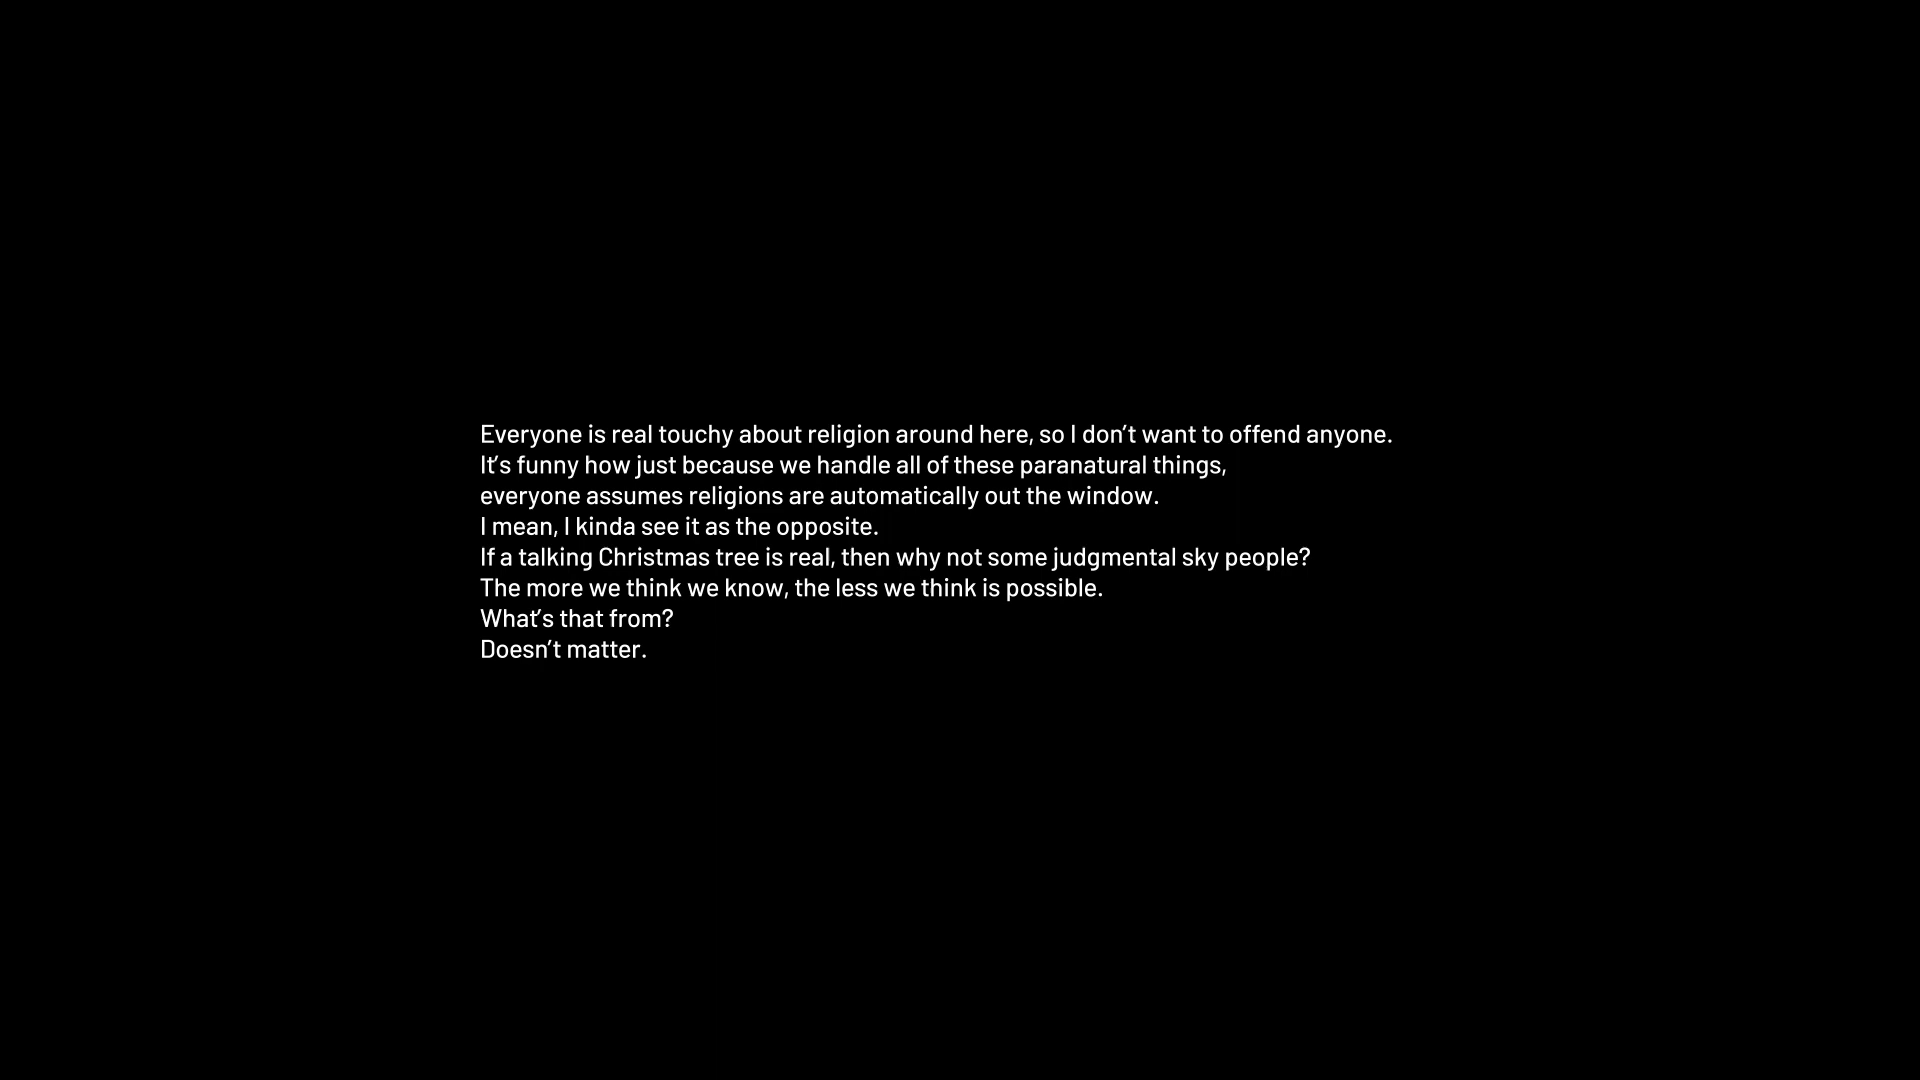 Everyone is real touchy about religion around here, so I don’t want to offend anyone.
It’s funny how just because we handle all of these paranatural things,
everyone assumes religions are automatically out the window.
I mean, I kinda see it as the opposite.
If a talking Christmas tree is real, then why not some judgmental sky people?
The more we think we know, the less we think is possible.
What’s that from?
Doesn’t matter.